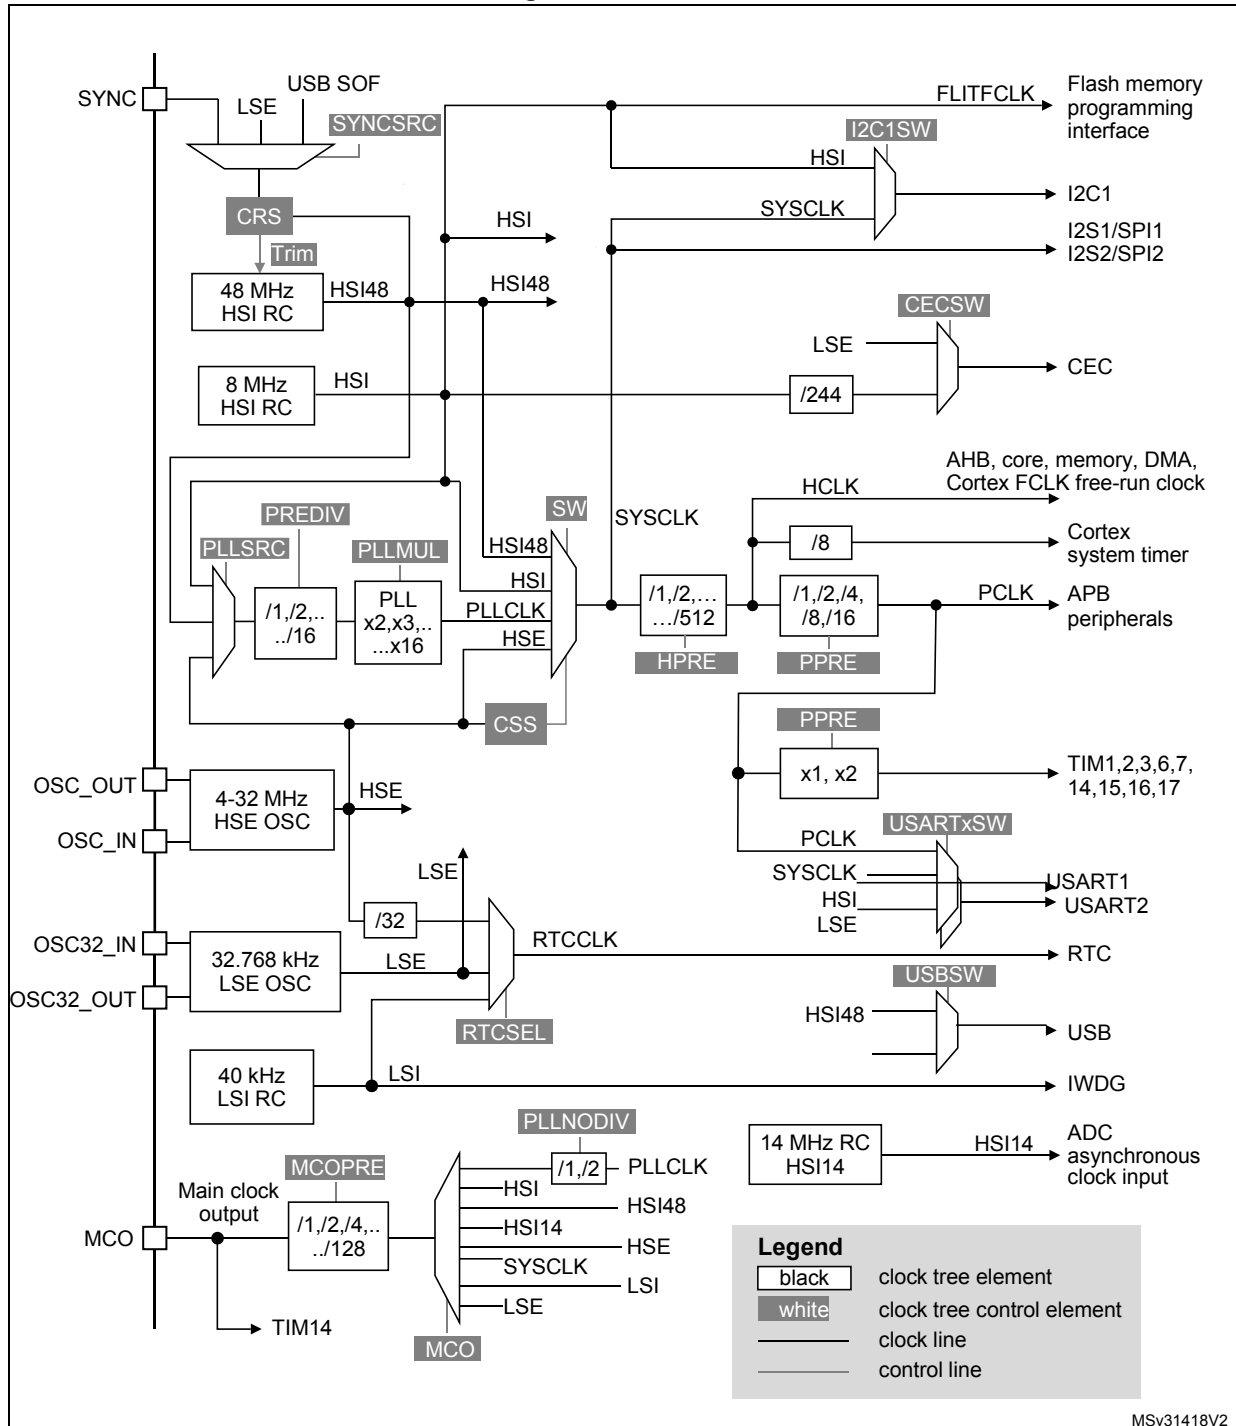 SYNC
LSE
USB SOF
SYNCSRC
CRS
Trim
48 MHz
HSI RC
HSI48
HSI48
HSI
8 MHz
HSI RC
HSI
FLITFCLK
Flash memory
programming
interface
I2C1SW
HSI
SYSCLK
I2C1
I2S1/SPI1
I2S2/SPI2
CECSW
LSE
/244
CEC
AHB, core, memory, DMA,
Cortex FCLK free-run clock
HCLK
/8
Cortex
system timer
PLLSRC
PREDIV
/1,/2,..
../16
PLLMUL
PLL
x2,x3,..
...x16
SW
HSI48
HSI
PLLCLK
HSE
CSS
SYSCLK
/1,/2,…
…/512
HPRE
/1,/2,/4,
/8,/16
PPRE
PCLK
APB
peripherals
PPRE
x1, x2
TIM1,2,3,6,7,
14,15,16,17
OSC_OUT
OSC_IN
4-32 MHz
HSE OSC
HSE
USARTxSW
PCLK
SYSCLK
HSI
LSE
USART1
USART2
LSE
/32
OSC32_IN
OSC32_OUT
32.768 kHz
LSE OSC
LSE
RTCCLK
RTC
RTCSEL
USBSW
HSI48
USB
40 kHz
LSI RC
LSI
IWDG
PLLNODIV
/1,/2
PLLCLK
HSI
HSI48
HSI14
HSE
SYSCLK
LSI
LSE
MCO
14 MHz RC
HSI14
HSI14
ADC
asynchronous
clock input
MCO
Main clock
output
MCOPRE
/1,/2,/4,..
../128
TIM14
Legend
black
clock tree element
white
clock tree control element
clock line
control line
MSv31418V2